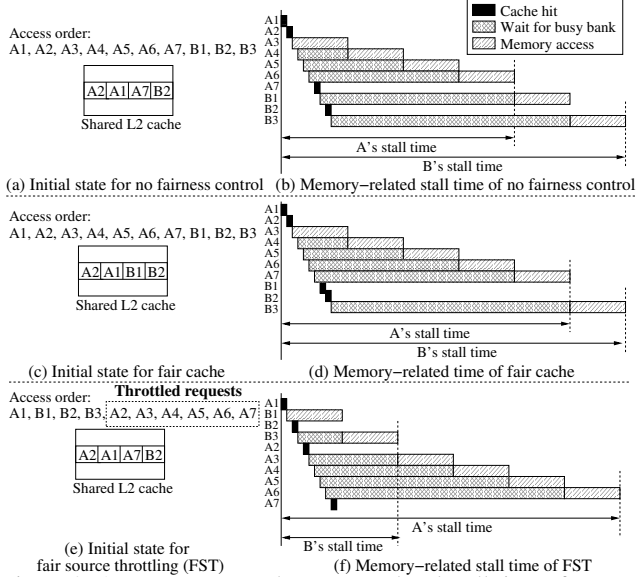 Access order:
A1, A2, A3, A4, A5, A6, A7, B1, B2, B3
A2 A1 A7 B2
Shared L2 cache
A1
A2
A3
A4
A5
A6
A7
B1
B2
B3
Cache hit
Wait for busy bank
Memory access
A's stall time
B's stall time
(a) Initial state for no fairness control
(b) Memory−related stall time of no fairness control
Access order:
A1, A2, A3, A4, A5, A6, A7, B1, B2, B3
A2 A1 B1 B2
Shared L2 cache
A1
A2
A3
A4
A5
A6
A7
B1
B2
B3
A's stall time
B's stall time
(c) Initial state for fair cache
(d) Memory−related time of fair cache
Throttled requests
Access order:
A1, B1, B2, B3, A2, A3, A4, A5, A6, A7
A2 A1 A7 B2
Shared L2 cache
A1
B1
B2
B3
A2
A3
A4
A5
A6
A7
A's stall time
B's stall time
(e) Initial state for
fair source throttling (FST)
(f) Memory−related stall time of FST